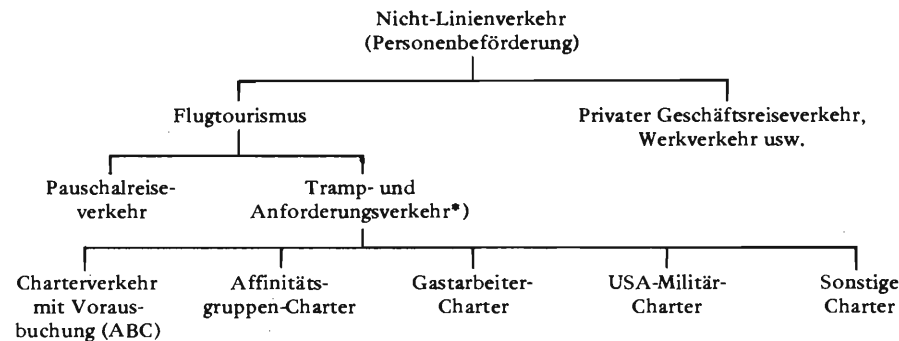 Nicht-Linienverkehr
(Personenbeförderung)
Flugtourismus
Privater Geschäftsreiseverkehr,
Werkverkehr usw.
Pauschalreise-
verkehr
Tramp- und
Anforderungsverkehr*)
Charterverkehr
mit Voraus-
buchung (ABC)
Affinitäts-
gruppen-Charter
Gastarbeiter-
Charter
USA-Militär-
Charter
Sonstige
Charter